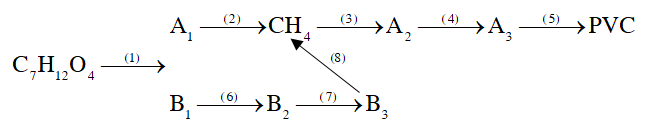 A₁ —(2)→ CH₄ —(3)→ A₂ —(4)→ A₃ —(5)→ PVC
C₇H₁₂O₄ —(1)→ (8)
B₁ —(6)→ B₂ —(7)→ B₃